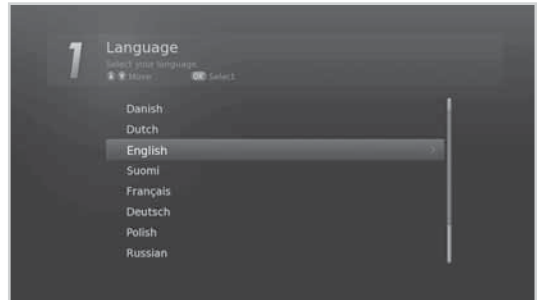 1
Language
Select your language.
Move OK Select
Danish
Dutch
English
Suomi
Français
Deutsch
Polish
Russian